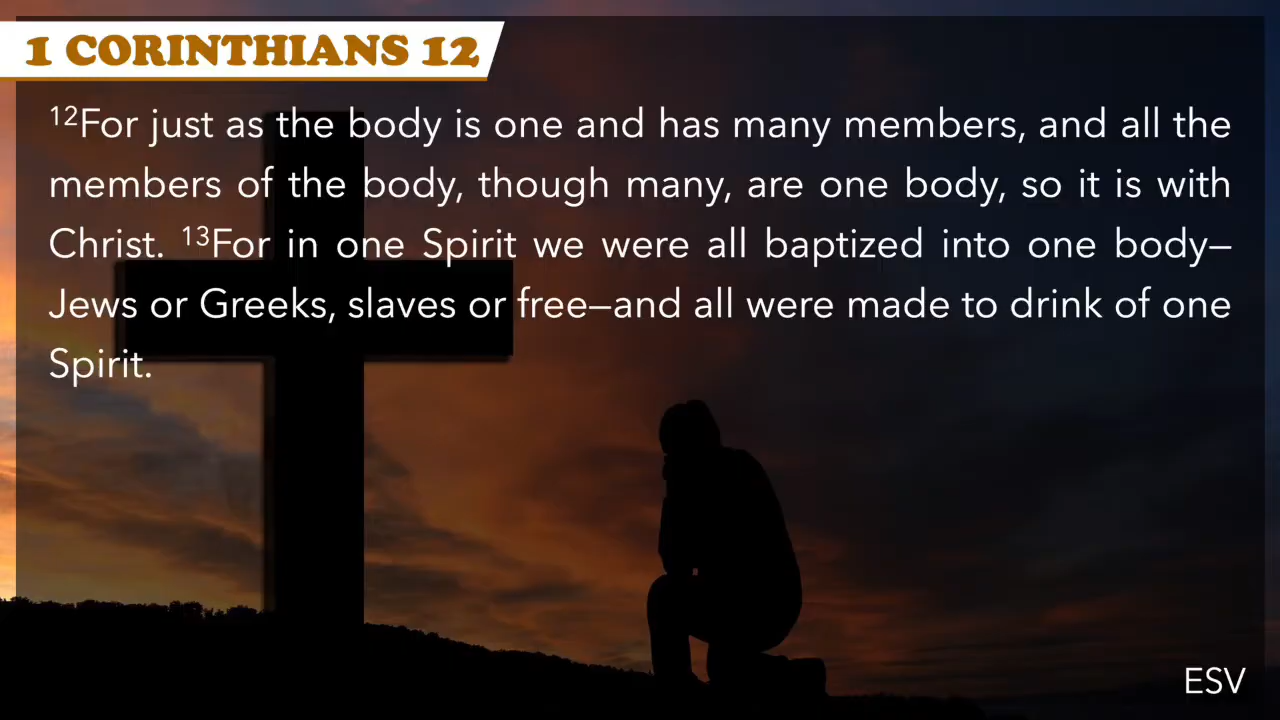 1 CORINTHIANS 12
¹²For just as the body is one and has many members, and all the
members of the body, though many, are one body, so it is with
Christ. ¹³For in one Spirit we were all baptized into one body–
Jews or Greeks, slaves or free–and all were made to drink of one
Spirit.
ESV